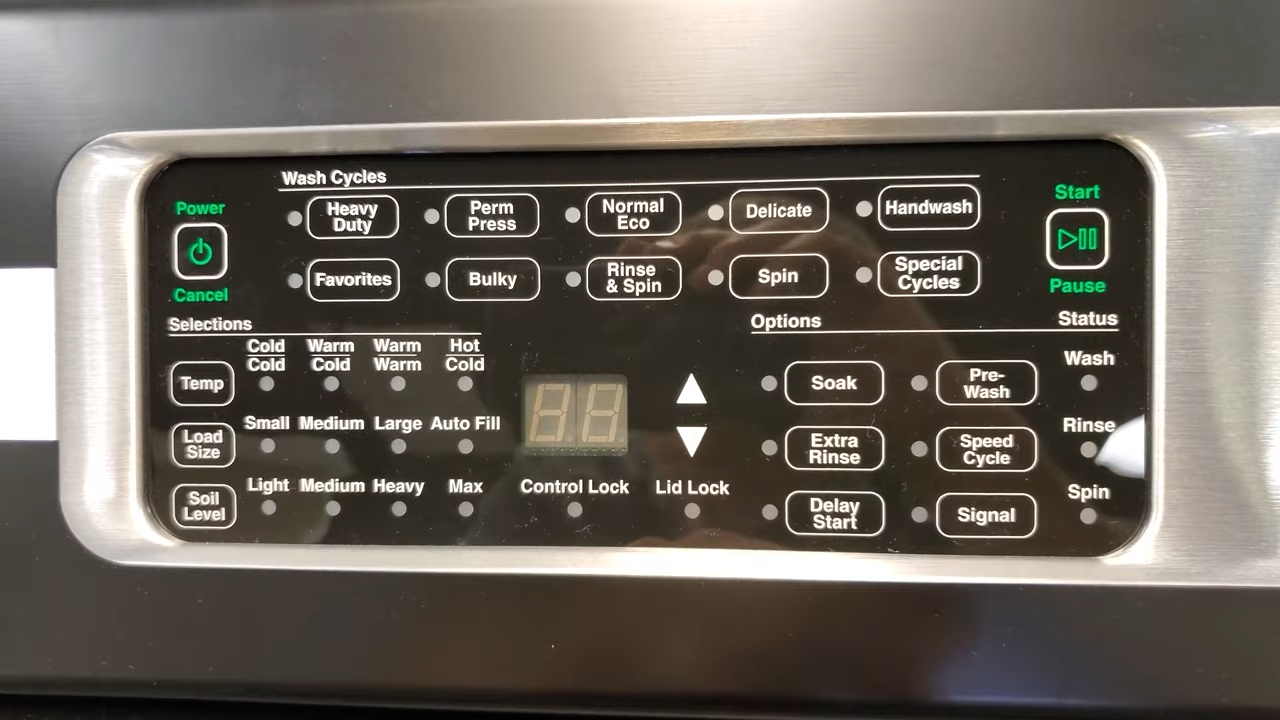 Wash Cycles
Power
Heavy
Duty
Perm
Press
Normal
Eco
Delicate
Handwash
Start
Cancel
Favorites
Bulky
Rinse
& Spin
Spin
Special
Cycles
Pause
Selections
Options
Status
Cold
Cold
Warm
Cold
Warm
Warm
Hot
Cold
Temp
Soak
Pre-
Wash
Wash
Small
Medium
Large
Auto Fill
Load
Size
Extra
Rinse
Speed
Cycle
Rinse
Light
Medium
Heavy
Max
Soil
Level
Control Lock
Lid Lock
Delay
Start
Signal
Spin